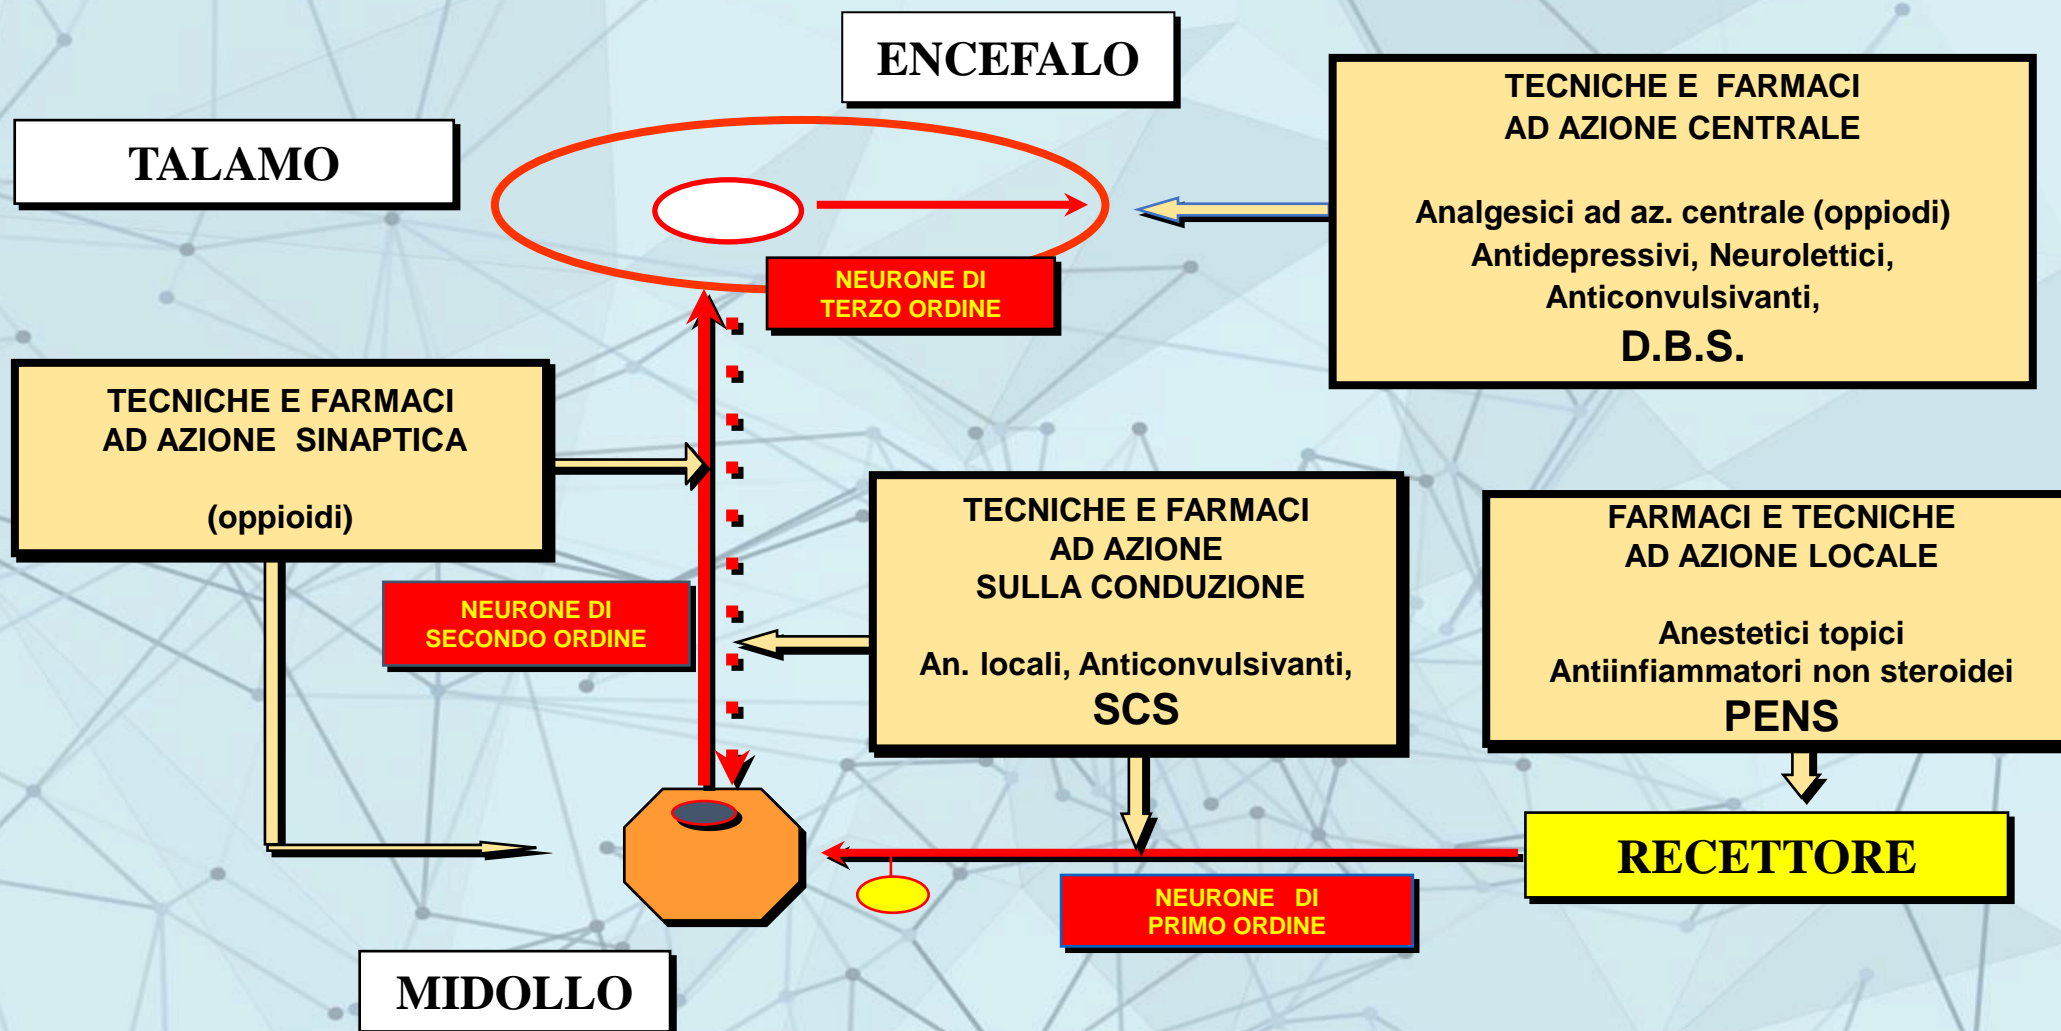 ENCEFALO
TALAMO
TECNICHE E FARMACI
AD AZIONE CENTRALE
Analgesici ad az. centrale (oppiodi)
Antidepressivi, Neurolettici,
Anticonvulsivanti,
D.B.S.
NEURONE DI
TERZO ORDINE
TECNICHE E FARMACI
AD AZIONE SINAPTICA
(oppioidi)
NEURONE DI
SECONDO ORDINE
TECNICHE E FARMACI
AD AZIONE
SULLA CONDUZIONE
An. locali, Anticonvulsivanti,
SCS
FARMACI E TECNICHE
AD AZIONE LOCALE
Anestetici topici
Antiinfiammatori non steroidei
PENS
RECETTORE
NEURONE DI
PRIMO ORDINE
MIDOLLO